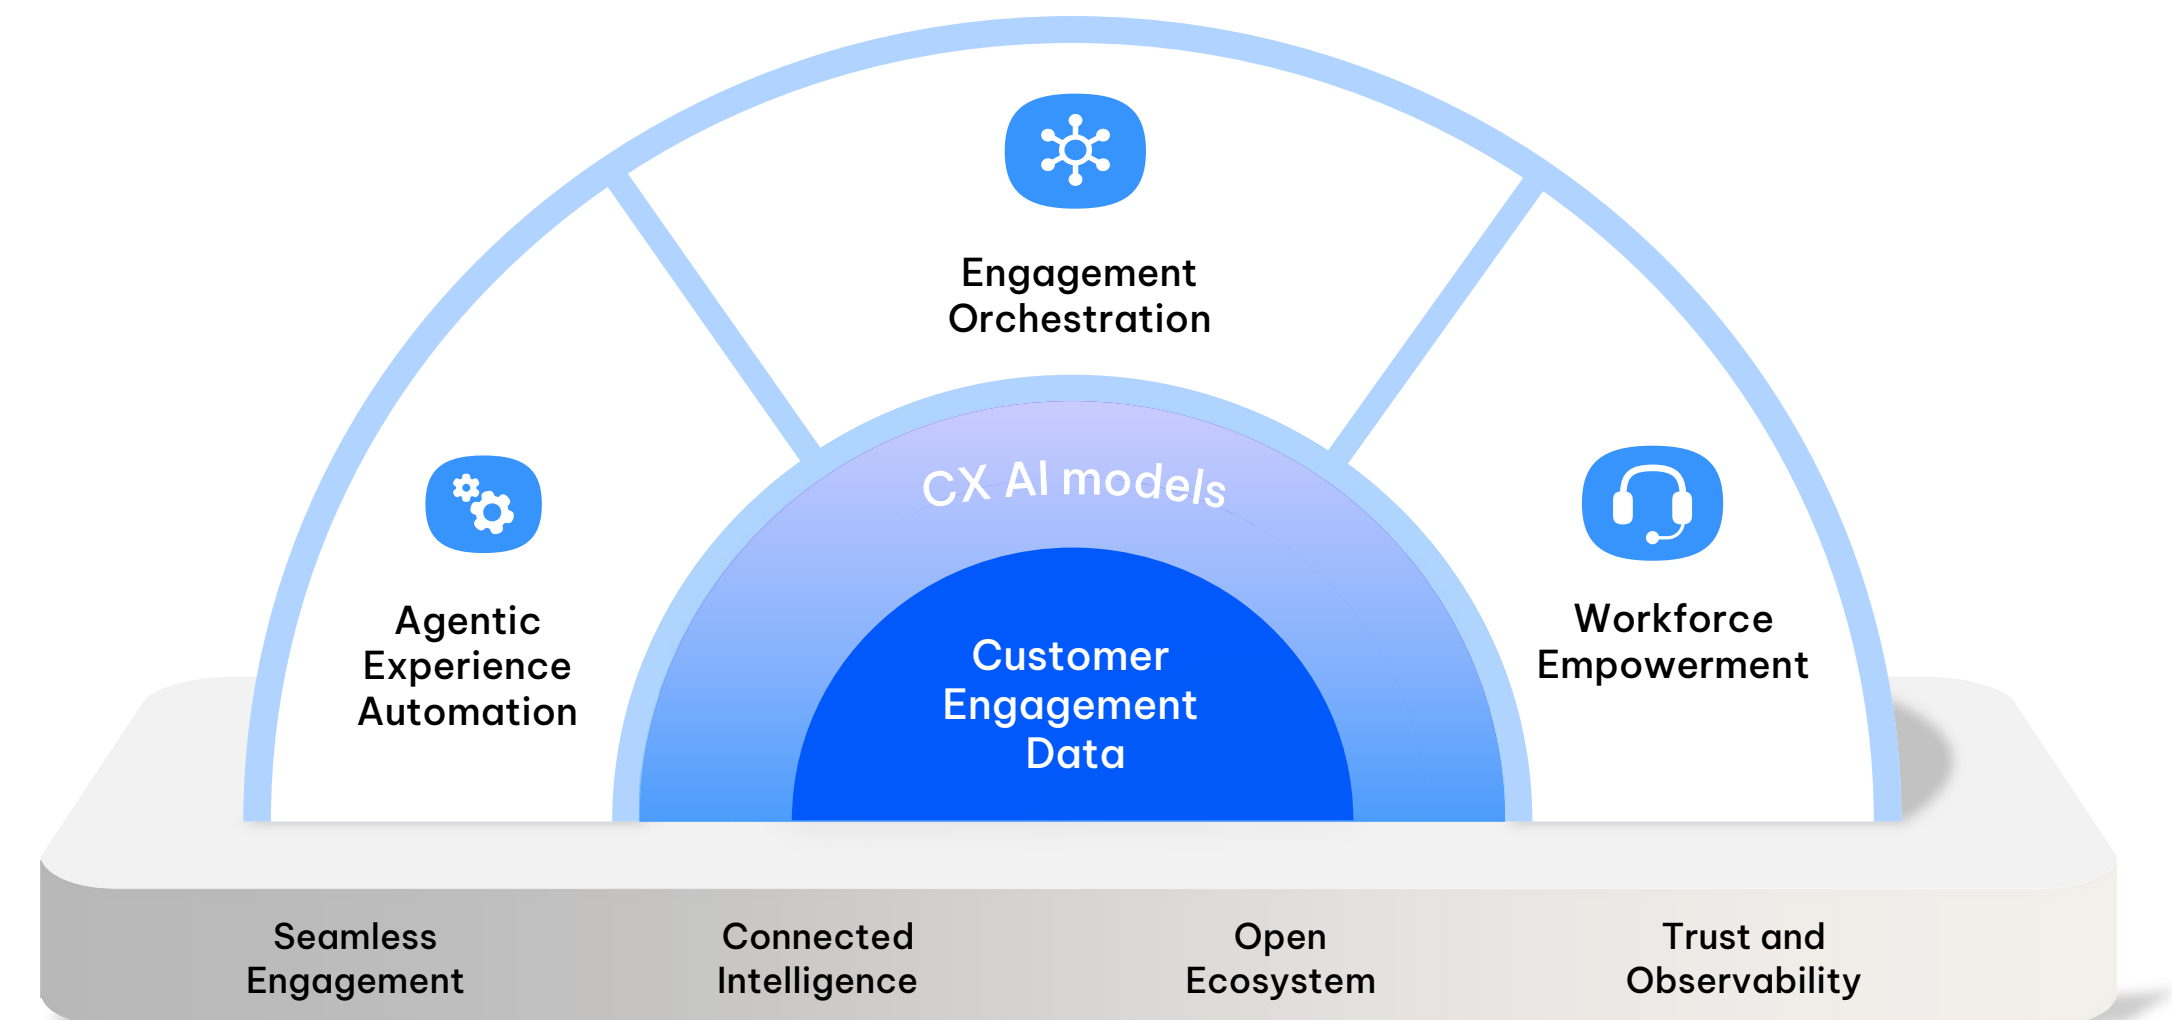 Engagement
Orchestration
CX AI models
Agentic
Experience
Automation
Customer
Engagement
Data
Workforce
Empowerment
Seamless
Engagement
Connected
Intelligence
Open
Ecosystem
Trust and
Observability